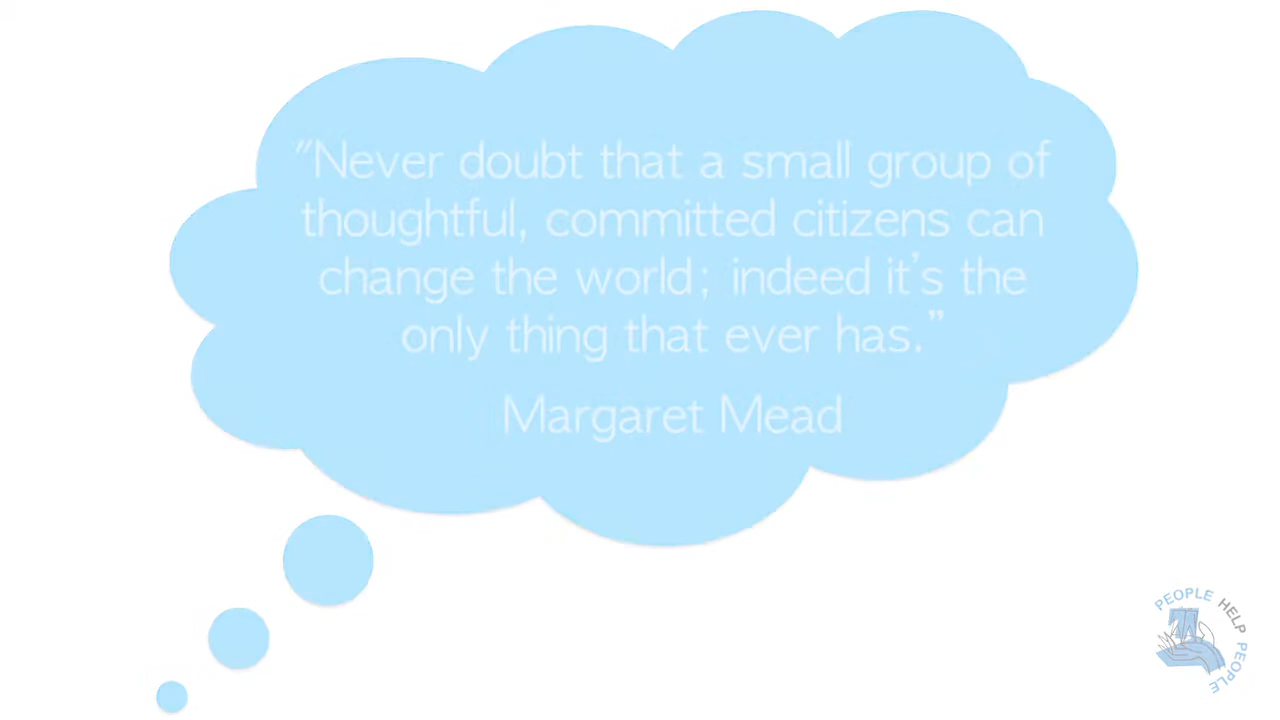 "Never doubt that a small group of
thoughtful, committed citizens can
change the world; indeed it's the
only thing that ever has.”
Margaret Mead
PEOPLE HELP PEOPLE